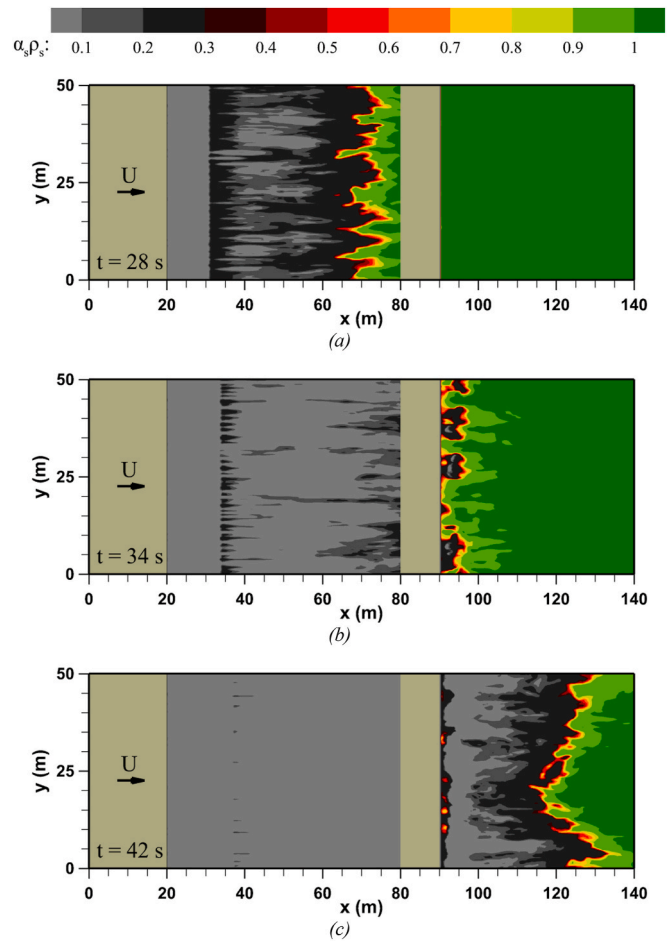 αₛρₛ: 0.1 0.2 0.3 0.4 0.5 0.6 0.7 0.8 0.9 1
50
y (m)
25
U
t = 28 s
0
0 20 40 60 80 100 120 140
x (m)
(a)
50
y (m)
25
U
t = 34 s
0
0 20 40 60 80 100 120 140
x (m)
(b)
50
y (m)
25
U
t = 42 s
0
0 20 40 60 80 100 120 140
x (m)
(c)